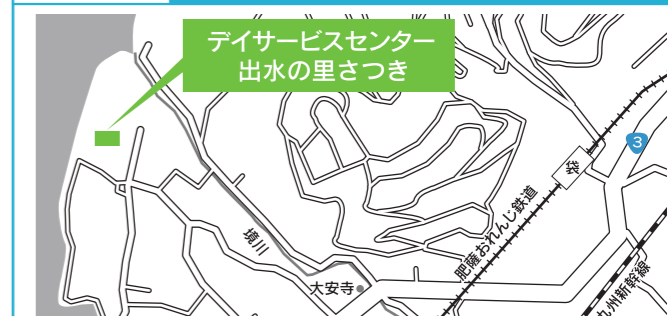 デイサービスセンター
出水の里さつき
3
肥薩おれんじ鉄道
境川
大安寺
九州新幹線